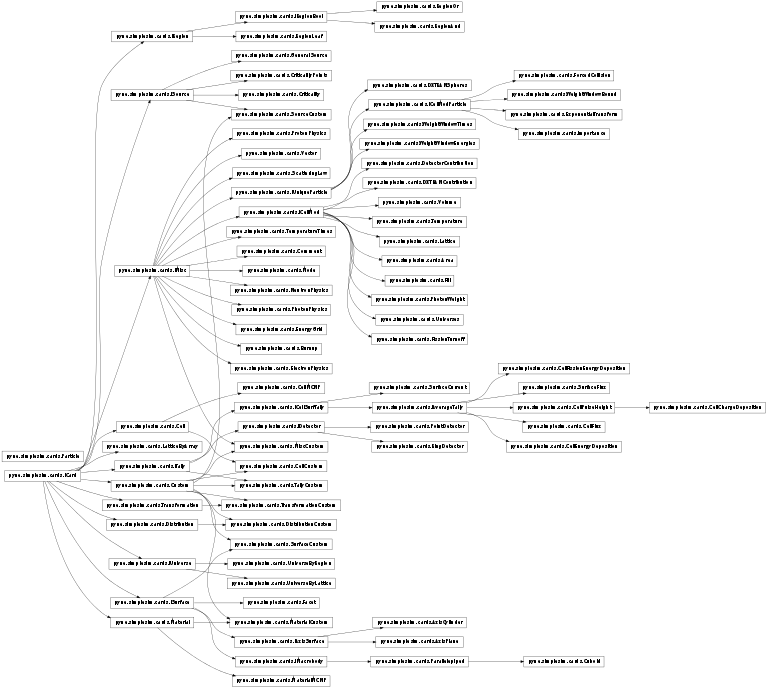 pyne.simplesim.cards.RegionOr
pyne.simplesim.cards.IRegionBool
pyne.simplesim.cards.RegionAnd
pyne.simplesim.cards.IRegion
pyne.simplesim.cards.RegionLeaf
pyne.simplesim.cards.GeneralSource
pyne.simplesim.cards.CriticalityPoints
pyne.simplesim.cards.ISource
pyne.simplesim.cards.Criticality
pyne.simplesim.cards.SourceCustom
pyne.simplesim.cards.ProtonPhysics
pyne.simplesim.cards.Vector
pyne.simplesim.cards.ScatteringLaw
pyne.simplesim.cards.IUniqueParticle
pyne.simplesim.cards.ICellMod
pyne.simplesim.cards.TemperatureTimes
pyne.simplesim.cards.Comment
pyne.simplesim.cards.IMisc
pyne.simplesim.cards.Mode
pyne.simplesim.cards.NeutronPhysics
pyne.simplesim.cards.PhotonPhysics
pyne.simplesim.cards.EnergyGrid
pyne.simplesim.cards.Burnup
pyne.simplesim.cards.ElectronPhysics
pyne.simplesim.cards.DXTRANSpheres
pyne.simplesim.cards.ICellModParticle
pyne.simplesim.cards.ForcedCollision
pyne.simplesim.cards.WeightWindowBound
pyne.simplesim.cards.ExponentialTransform
pyne.simplesim.cards.Importance
pyne.simplesim.cards.WeightWindowTimes
pyne.simplesim.cards.WeightWindowEnergies
pyne.simplesim.cards.DetectorContribution
pyne.simplesim.cards.DXTRANContribution
pyne.simplesim.cards.Volume
pyne.simplesim.cards.Temperature
pyne.simplesim.cards.Lattice
pyne.simplesim.cards.Area
pyne.simplesim.cards.Fill
pyne.simplesim.cards.PhotonWeight
pyne.simplesim.cards.Universes
pyne.simplesim.cards.FissionTurnoff
pyne.simplesim.cards.CellFissionEnergyDeposition
pyne.simplesim.cards.CellMCNP
pyne.simplesim.cards.SurfaceCurrent
pyne.simplesim.cards.SurfaceFlux
pyne.simplesim.cards.ICellSurfTally
pyne.simplesim.cards.IAverageTally
pyne.simplesim.cards.CellPulseHeight
pyne.simplesim.cards.CellChargeDeposition
pyne.simplesim.cards.Cell
pyne.simplesim.cards.IDetector
pyne.simplesim.cards.PointDetector
pyne.simplesim.cards.CellFlux
pyne.simplesim.cards.LatticeByArray
pyne.simplesim.cards.MiscCustom
pyne.simplesim.cards.RingDetector
pyne.simplesim.cards.CellEnergyDeposition
pyne.simplesim.cards.Particle
pyne.simplesim.cards.ITally
pyne.simplesim.cards.CellCustom
pyne.simplesim.cards.ICard
pyne.simplesim.cards.Custom
pyne.simplesim.cards.TallyCustom
pyne.simplesim.cards.Transformation
pyne.simplesim.cards.TransformationCustom
pyne.simplesim.cards.Distribution
pyne.simplesim.cards.DistributionCustom
pyne.simplesim.cards.SurfaceCustom
pyne.simplesim.cards.IUniverse
pyne.simplesim.cards.UniverseByRegion
pyne.simplesim.cards.UniverseByLattice
pyne.simplesim.cards.ISurface
pyne.simplesim.cards.Facet
pyne.simplesim.cards.Material
pyne.simplesim.cards.MaterialCustom
pyne.simplesim.cards.AxisCylinder
pyne.simplesim.cards.IAxisSurface
pyne.simplesim.cards.AxisPlane
pyne.simplesim.cards.IMacrobody
pyne.simplesim.cards.Parallelepiped
pyne.simplesim.cards.Cuboid
pyne.simplesim.cards.MaterialMCNP